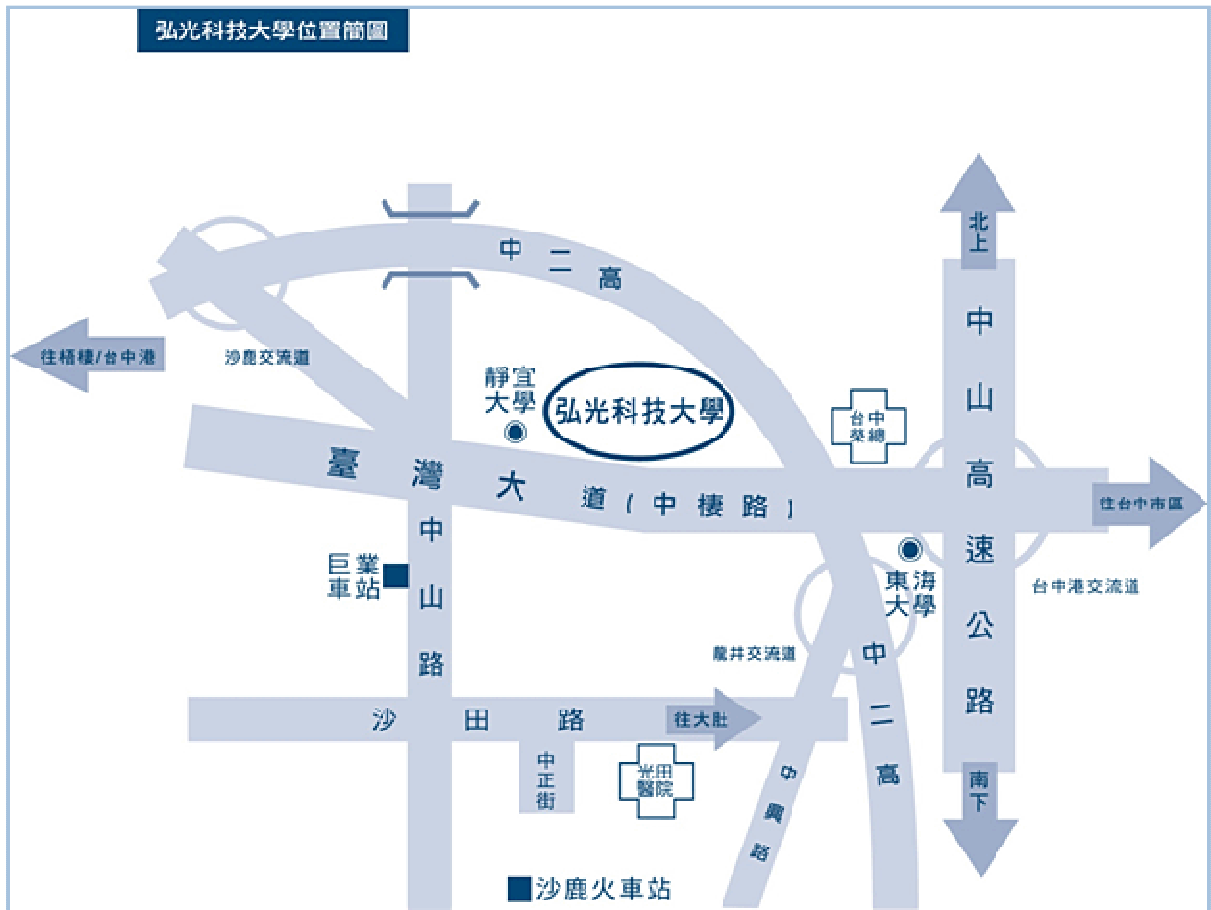 弘光科技大學位置簡圖
北上
中二高
中山高速公路
往梧棲/台中港
沙鹿交流道
靜宜
大學
弘光科技大學
台中
榮總
臺灣大道(中棲路)
往台中市區
中山路
巨業
車站
東海
大學
台中港交流道
龍井交流道
中二高
沙田路
往大肚
中正街
光田
醫院
中興路
南下
沙鹿火車站